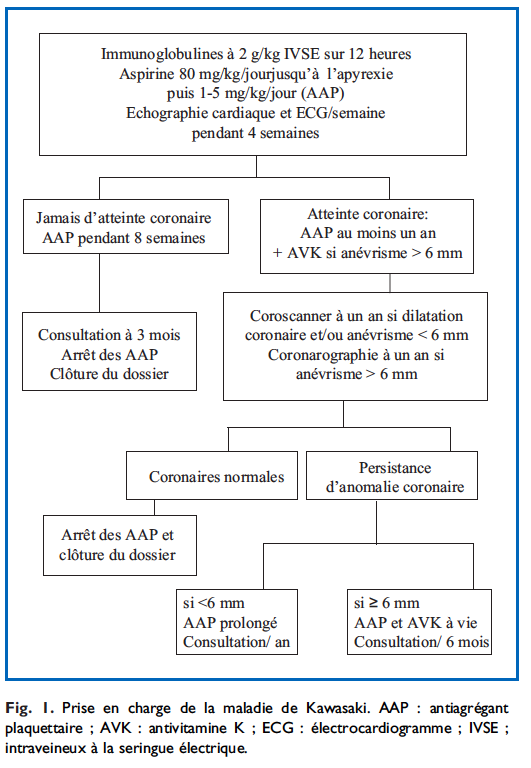 Immunoglobulines à 2 g/kg IVSE sur 12 heures
Aspirine 80 mg/kg/jourjusqu'à l'apyrexie
puis 1-5 mg/kg/jour (AAP)
Echographie cardiaque et ECG/semaine
pendant 4 semaines
Jamais d'atteinte coronaire
AAP pendant 8 semaines
Atteinte coronaire:
AAP au moins un an
+ AVK si anévrisme > 6 mm
Consultation à 3 mois
Arrêt des AAP
Clôture du dossier
Coroscanner à un an si dilatation
coronaire et/ou anévrisme < 6 mm
Coronarographie à un an si
anévrisme > 6 mm
Coronaires normales
Persistance
d'anomalie coronaire
Arrêt des AAP et
clôture du dossier
si <6 mm
AAP prolongé
Consultation/ an
si ≥ 6 mm
AAP et AVK à vie
Consultation/ 6 mois
Fig. 1. Prise en charge de la maladie de Kawasaki. AAP : antiagrégant
plaquettaire ; AVK : antivitamine K ; ECG : électrocardiogramme ; IVSE ;
intraveineux à la seringue électrique.